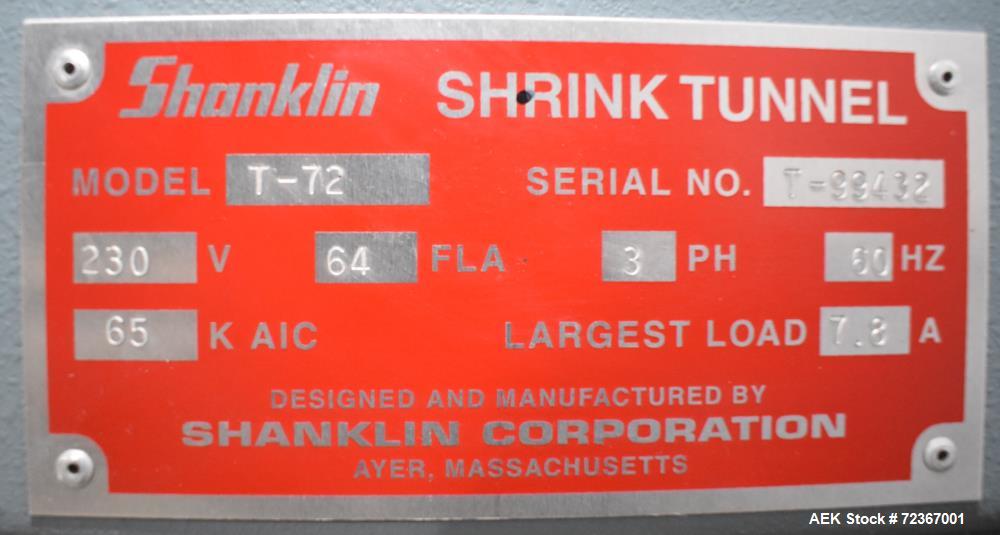 Shanklin SHRINK TUNNEL
MODEL T-72 SERIAL NO. T-99432
230 V 64 FLA 3 PH 60 HZ
65 K AIC LARGEST LOAD 7.8 A
DESIGNED AND MANUFACTURED BY
SHANKLIN CORPORATION
AYER, MASSACHUSETTS
AEK Stock # 72367001